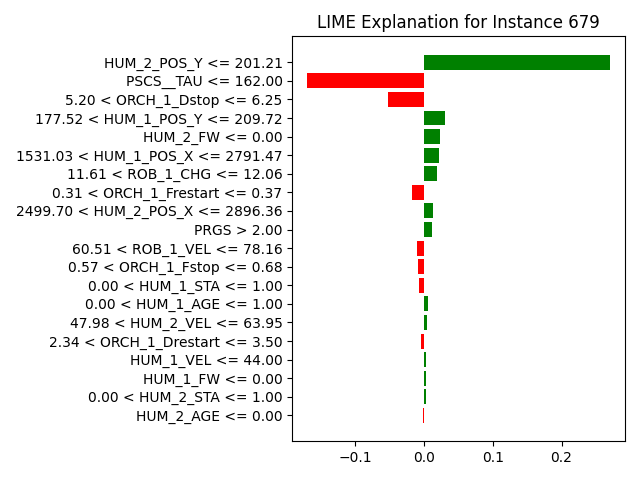 LIME Explanation for Instance 679
HUM_2_POS_Y <= 201.21
PSCS__TAU <= 162.00
5.20 < ORCH_1_Dstop <= 6.25
177.52 < HUM_1_POS_Y <= 209.72
HUM_2_FW <= 0.00
1531.03 < HUM_1_POS_X <= 2791.47
11.61 < ROB_1_CHG <= 12.06
0.31 < ORCH_1_Frestart <= 0.37
2499.70 < HUM_2_POS_X <= 2896.36
PRGS > 2.00
60.51 < ROB_1_VEL <= 78.16
0.57 < ORCH_1_Fstop <= 0.68
0.00 < HUM_1_STA <= 1.00
0.00 < HUM_1_AGE <= 1.00
47.98 < HUM_2_VEL <= 63.95
2.34 < ORCH_1_Drestart <= 3.50
HUM_1_VEL <= 44.00
HUM_1_FW <= 0.00
0.00 < HUM_2_STA <= 1.00
HUM_2_AGE <= 0.00
−0.1 0.0 0.1 0.2